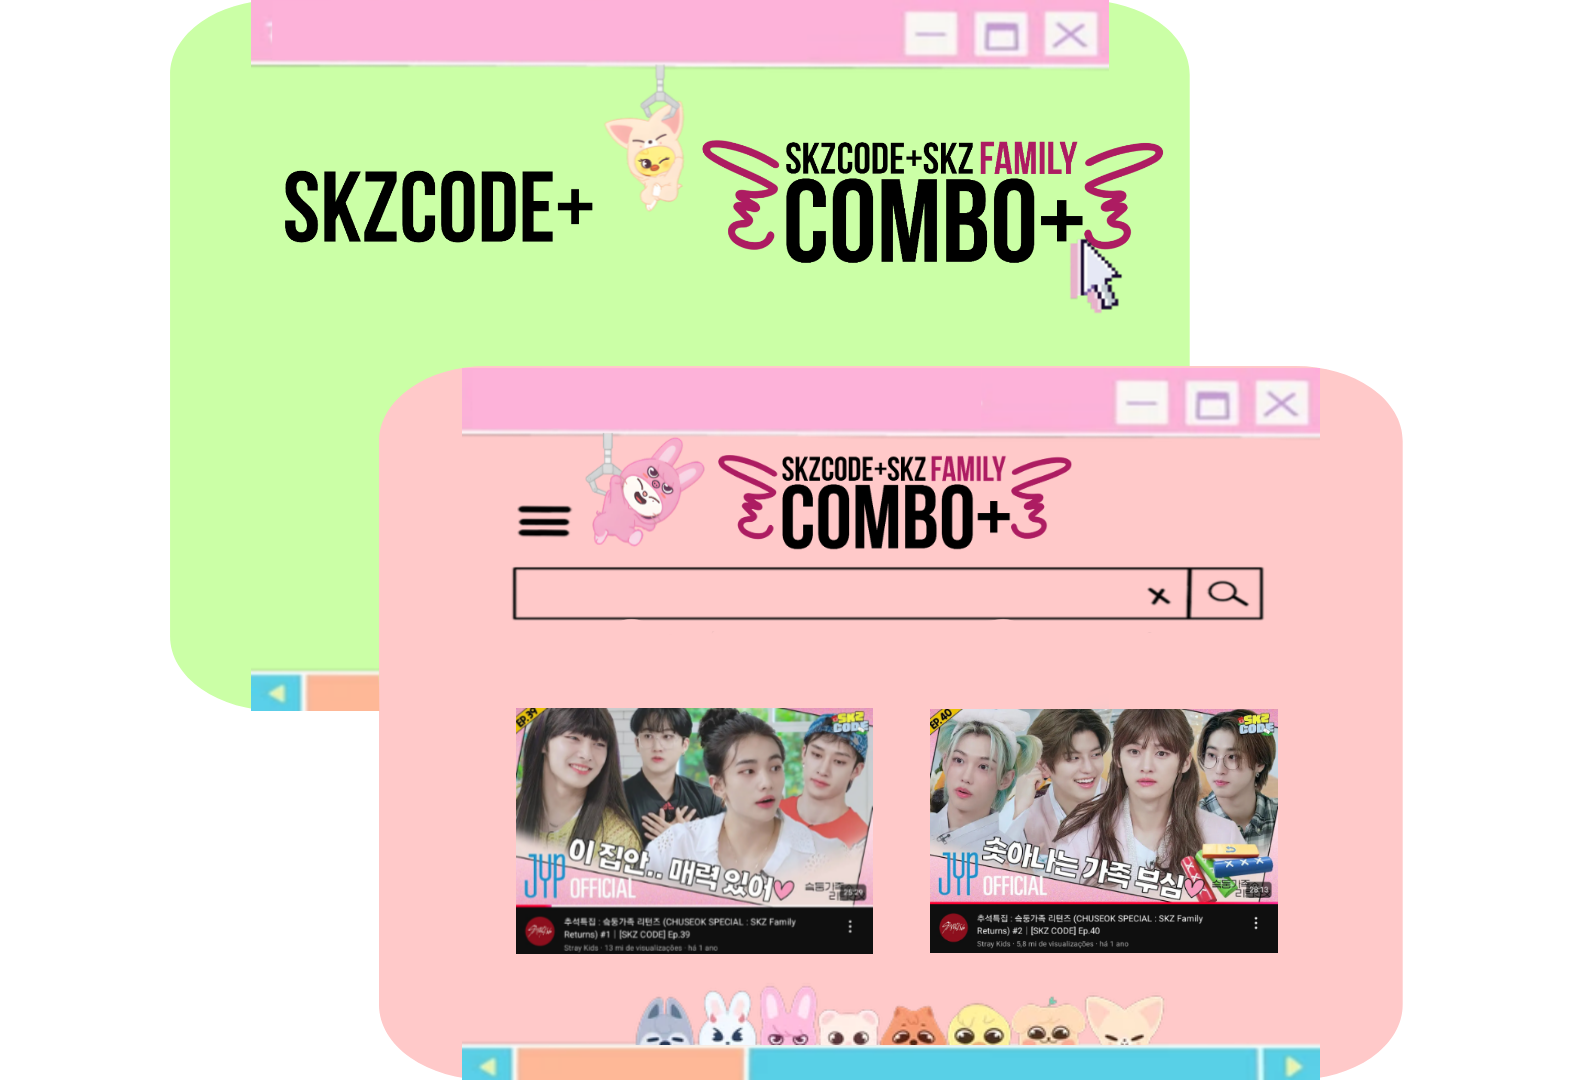 SKZCODE+
SKZCODE+SKZ FAMILY
COMBO+
SKZCODE+SKZ FAMILY
COMBO+
EP.39
SKZ
CODE
이 집안.. 매력 있어
JYP OFFICIAL
25:29
추석특집 : 슼둥가족 리턴즈 (CHUSEOK SPECIAL : SKZ Family
Returns) #1 | [SKZ CODE] Ep.39
Stray Kids · 13 mi de visualizações · há 1 ano
EP.40
SKZ
CODE
솟아나는 가족 부심
JYP OFFICIAL
28:13
추석특집 : 슼둥가족 리턴즈 (CHUSEOK SPECIAL : SKZ Family
Returns) #2 | [SKZ CODE] Ep.40
Stray Kids · 5,8 mi de visualizações · há 1 ano